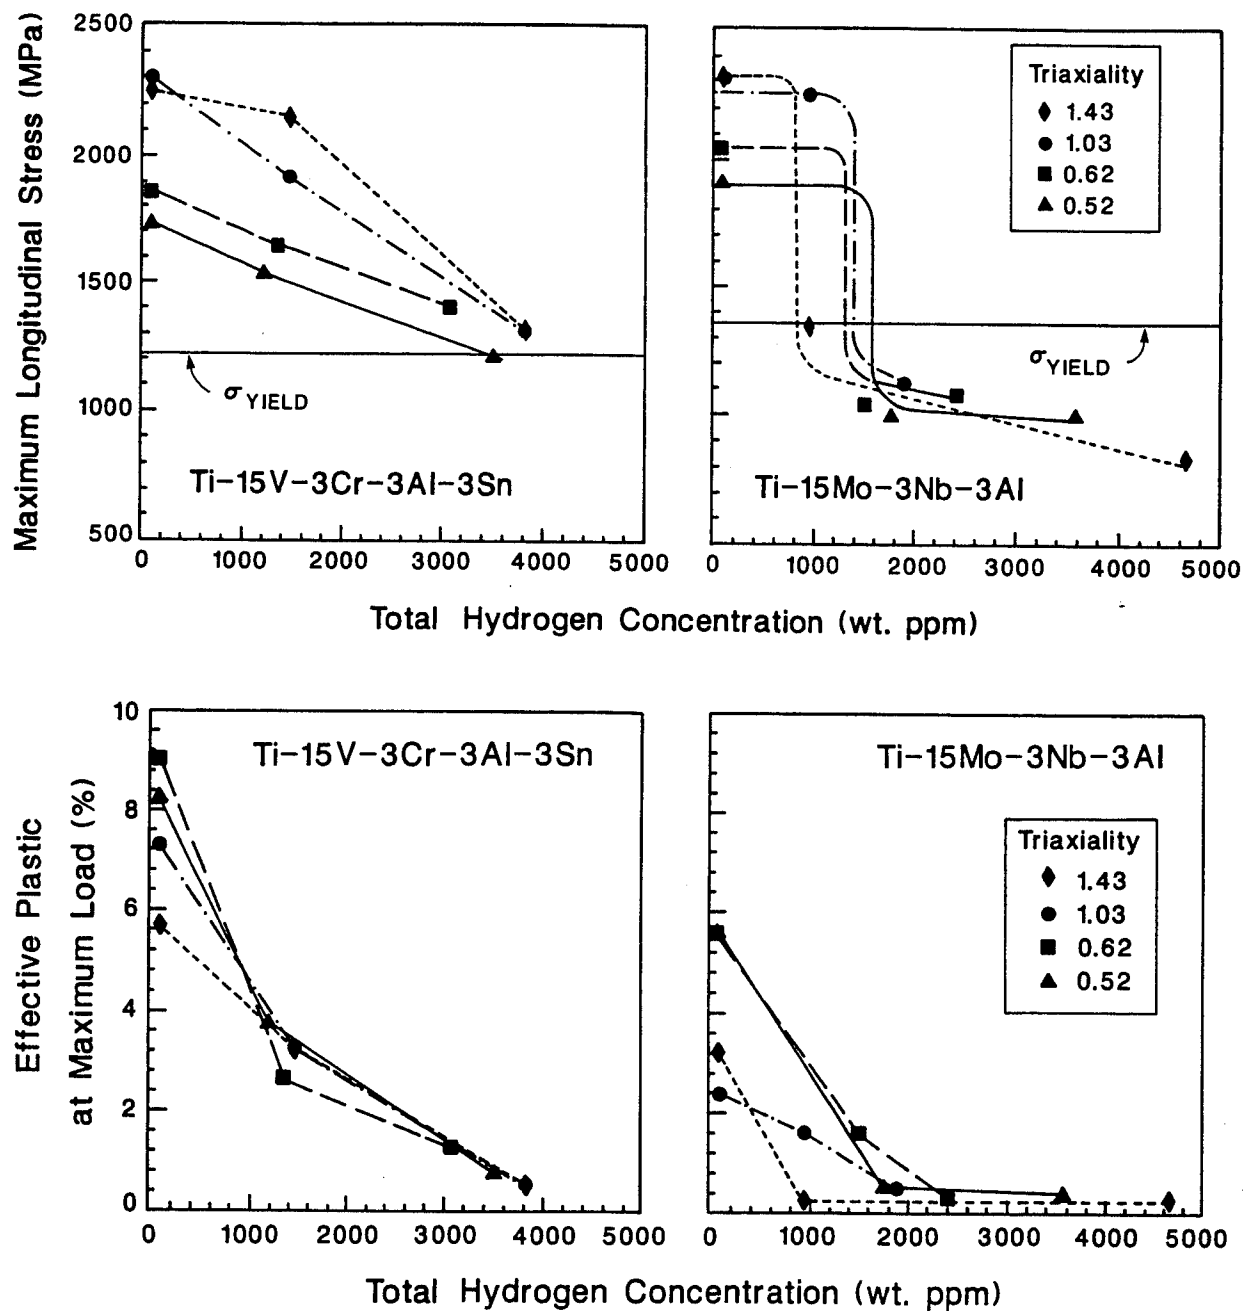 Maximum Longitudinal Stress (MPa)
2500
2000
1500
1000
500
σYIELD
Ti-15V-3Cr-3Al-3Sn
0 1000 2000 3000 4000 5000
Triaxiality
1.43
1.03
0.62
0.52
σYIELD
Ti-15Mo-3Nb-3Al
0 1000 2000 3000 4000 5000
Total Hydrogen Concentration (wt. ppm)
Effective Plastic
at Maximum Load (%)
10
8
6
4
2
0
Ti-15V-3Cr-3Al-3Sn
0 1000 2000 3000 4000 5000
Ti-15Mo-3Nb-3Al
Triaxiality
1.43
1.03
0.62
0.52
0 1000 2000 3000 4000 5000
Total Hydrogen Concentration (wt. ppm)